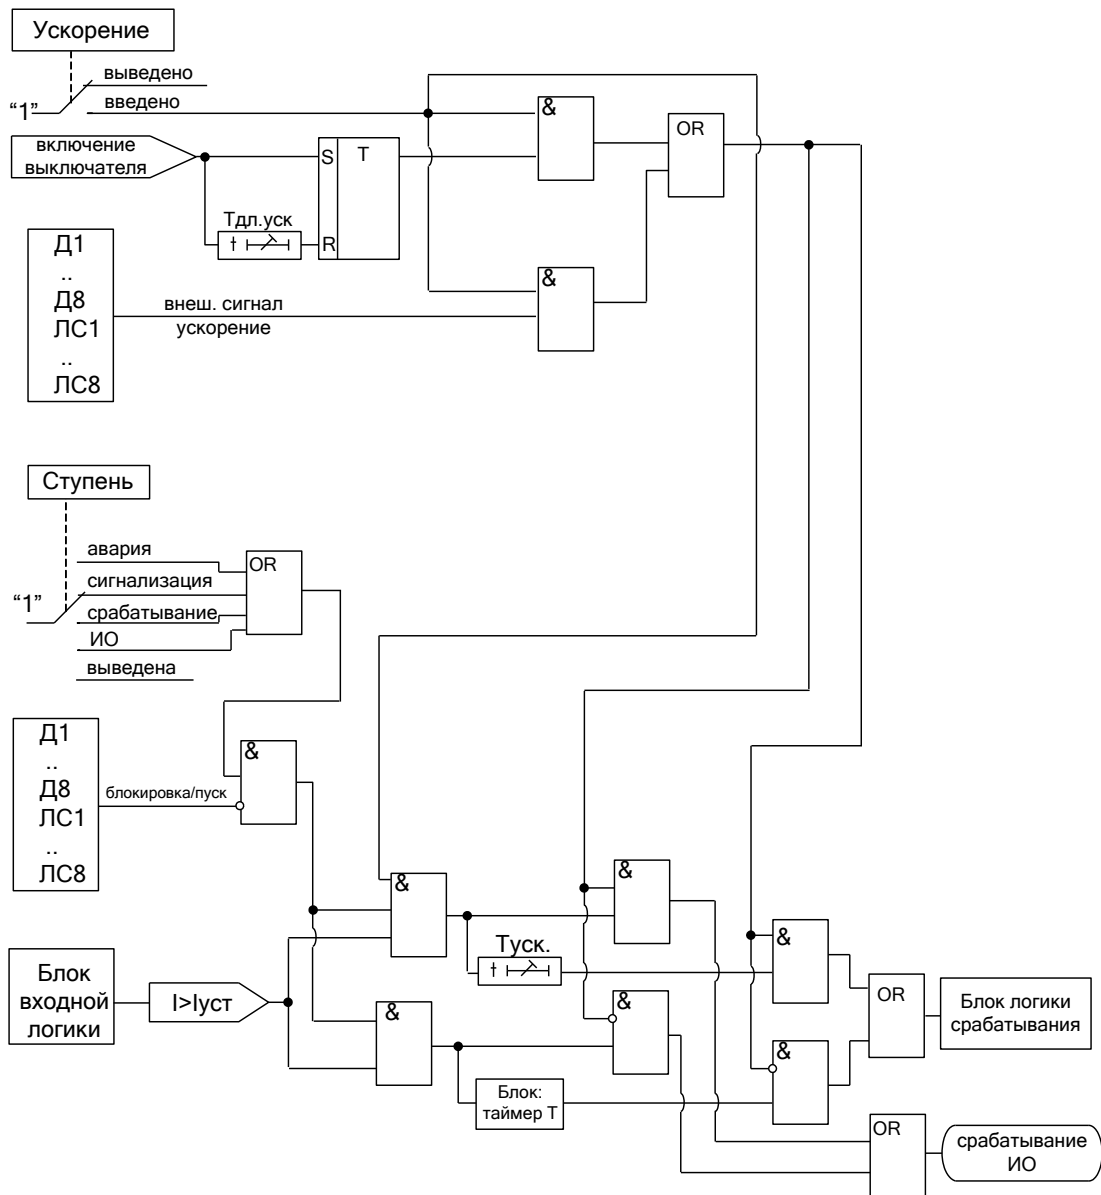 Ускорение
выведено
“1”
введено
&
OR
включение
выключателя
S
T
Тдл.уск
t
R
Д1
..
Д8
ЛС1
..
ЛС8
внеш. сигнал
ускорение
&
Ступень
авария
OR
сигнализация
“1”
срабатывание
ИО
выведена
Д1
..
Д8
ЛС1
..
ЛС8
блокировка/пуск
&
&
&
Туск.
t
&
Блок
входной
логики
I>Iуст
&
&
&
OR
Блок логики
срабатывания
Блок:
таймер Т
OR
срабатывание
ИО